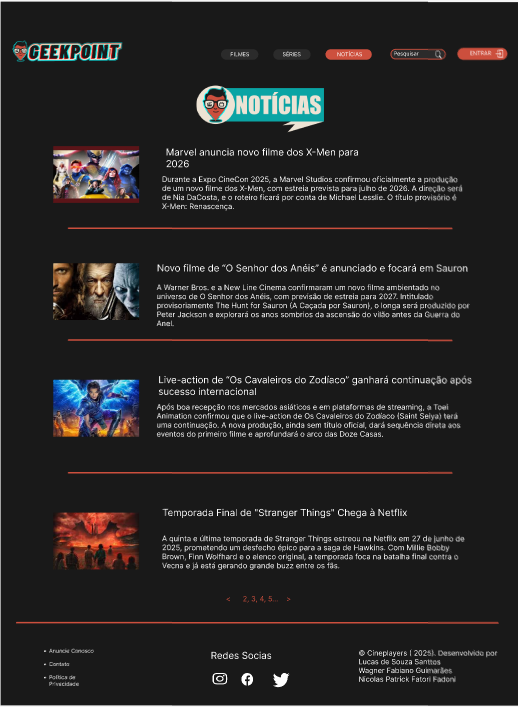 GEEKPOINT
FILMES SÉRIES NOTÍCIAS Pesquisar ENTRAR
NOTÍCIAS
Marvel anuncia novo filme dos X-Men para
2026
Durante a Expo CineCon 2025, a Marvel Studios confirmou oficialmente a produção
de um novo filme dos X-Men, com estreia prevista para julho de 2026. A direção será
de Nia DaCosta, e o roteiro ficará por conta de Michael Lesslie. O título provisório é
X-Men: Renascença.
Novo filme de “O Senhor dos Anéis” é anunciado e focará em Sauron
A Warner Bros. e a New Line Cinema confirmaram um novo filme ambientado no
universo de O Senhor dos Anéis, com previsão de estreia para 2027. Intitulado
provisoriamente The Hunt for Sauron (A Caçada por Sauron), o longa será produzido por
Peter Jackson e explorará os anos sombrios da ascensão do vilão antes da Guerra do
Anel.
Live-action de “Os Cavaleiros do Zodíaco” ganhará continuação após
sucesso internacional
Após boa recepção nos mercados asiáticos e em plataformas de streaming, a Toei
Animation confirmou que o live-action de Os Cavaleiros do Zodíaco (Saint Seiya) terá
uma continuação. A nova produção, ainda sem título oficial, dará sequência direta aos
eventos do primeiro filme e aprofundará o arco das Doze Casas.
Temporada Final de "Stranger Things" Chega à Netflix
A quinta e última temporada de Stranger Things estreou na Netflix em 27 de junho de
2025, prometendo um desfecho épico para a saga de Hawkins. Com Millie Bobby
Brown, Finn Wolfhard e o elenco original, a temporada foca na batalha final contra o
Vecna e já está gerando grande buzz entre os fãs.
< 2, 3, 4, 5... >
• Anuncie Conosco
• Contato
• Política de
Privacidade
Redes Socias
© Cineplayers ( 2025). Desenvolvido por
Lucas de Souza Santtos
Wagner Fabiano Guimarães
Nicolas Patrick Fatori Fadoni